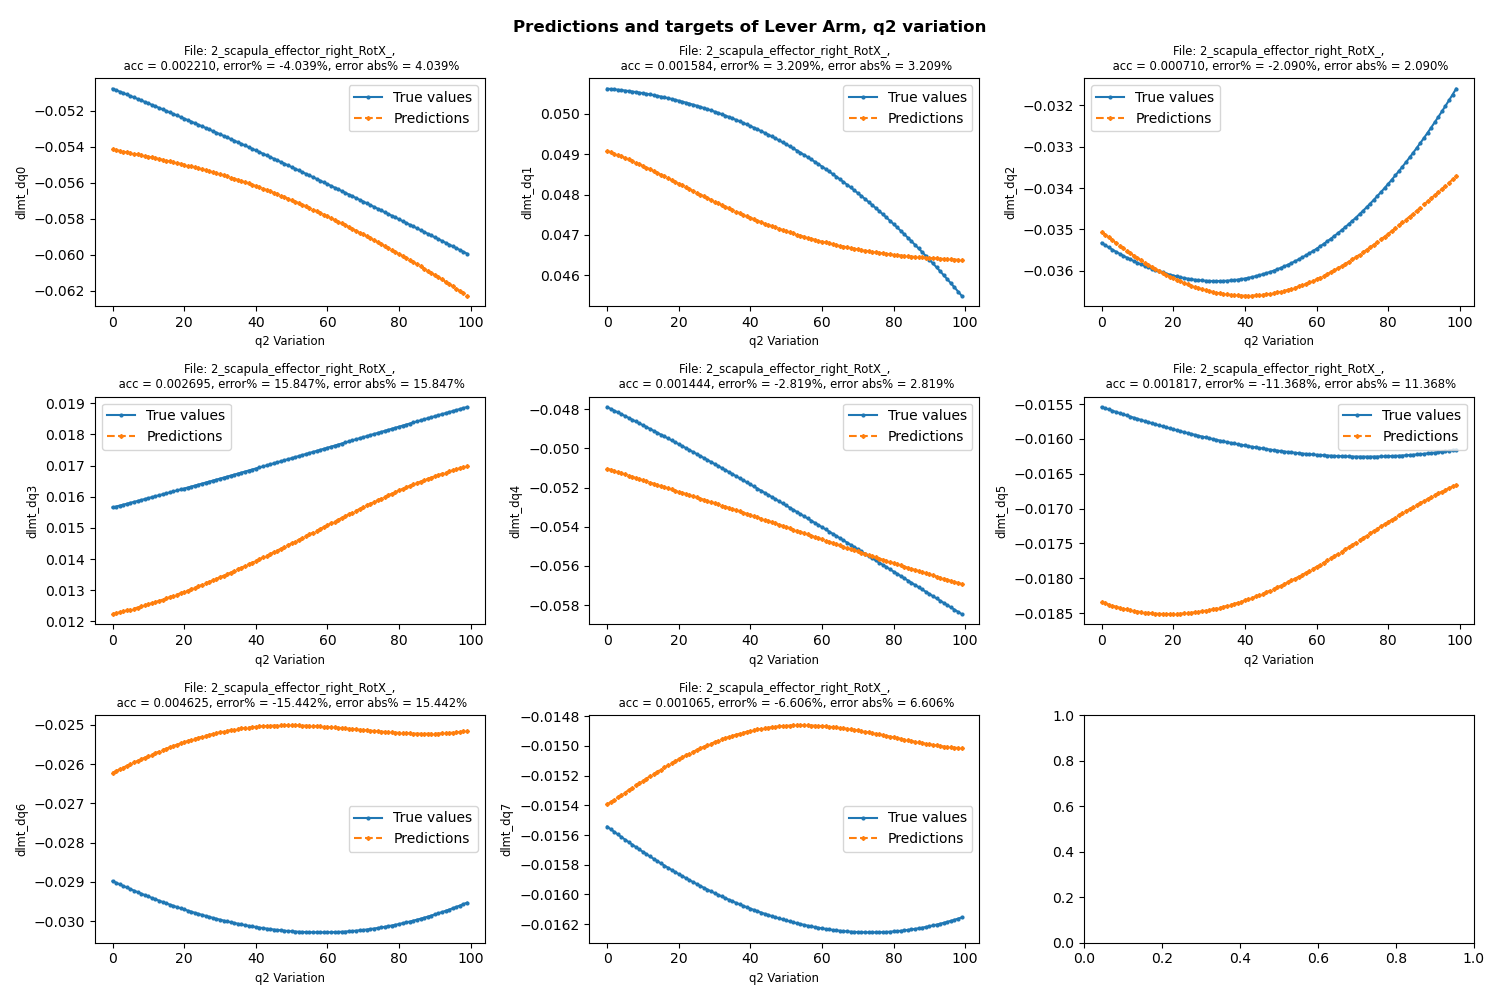 Predictions and targets of Lever Arm, q2 variation
File: 2_scapula_effector_right_RotX_,
acc = 0.002210, error% = -4.039%, error abs% = 4.039%
−0.052
−0.054
−0.056
−0.058
−0.060
−0.062
dlmt_dq0
True values
Predictions
0 20 40 60 80 100
q2 Variation
File: 2_scapula_effector_right_RotX_,
acc = 0.001584, error% = 3.209%, error abs% = 3.209%
0.050
0.049
0.048
0.047
0.046
dlmt_dq1
True values
Predictions
0 20 40 60 80 100
q2 Variation
File: 2_scapula_effector_right_RotX_,
acc = 0.000710, error% = -2.090%, error abs% = 2.090%
−0.032
−0.033
−0.034
−0.035
−0.036
dlmt_dq2
True values
Predictions
0 20 40 60 80 100
q2 Variation
File: 2_scapula_effector_right_RotX_,
acc = 0.002695, error% = 15.847%, error abs% = 15.847%
0.019
0.018
0.017
0.016
0.015
0.014
0.013
0.012
dlmt_dq3
True values
Predictions
0 20 40 60 80 100
q2 Variation
File: 2_scapula_effector_right_RotX_,
acc = 0.001444, error% = -2.819%, error abs% = 2.819%
−0.048
−0.050
−0.052
−0.054
−0.056
−0.058
dlmt_dq4
True values
Predictions
0 20 40 60 80 100
q2 Variation
File: 2_scapula_effector_right_RotX_,
acc = 0.001817, error% = -11.368%, error abs% = 11.368%
−0.0155
−0.0160
−0.0165
−0.0170
−0.0175
−0.0180
−0.0185
dlmt_dq5
True values
Predictions
0 20 40 60 80 100
q2 Variation
File: 2_scapula_effector_right_RotX_,
acc = 0.004625, error% = -15.442%, error abs% = 15.442%
−0.025
−0.026
−0.027
−0.028
−0.029
−0.030
dlmt_dq6
True values
Predictions
0 20 40 60 80 100
q2 Variation
File: 2_scapula_effector_right_RotX_,
acc = 0.001065, error% = -6.606%, error abs% = 6.606%
−0.0148
−0.0150
−0.0152
−0.0154
−0.0156
−0.0158
−0.0160
−0.0162
dlmt_dq7
True values
Predictions
0 20 40 60 80 100
q2 Variation
1.0
0.8
0.6
0.4
0.2
0.0
0.0 0.2 0.4 0.6 0.8 1.0